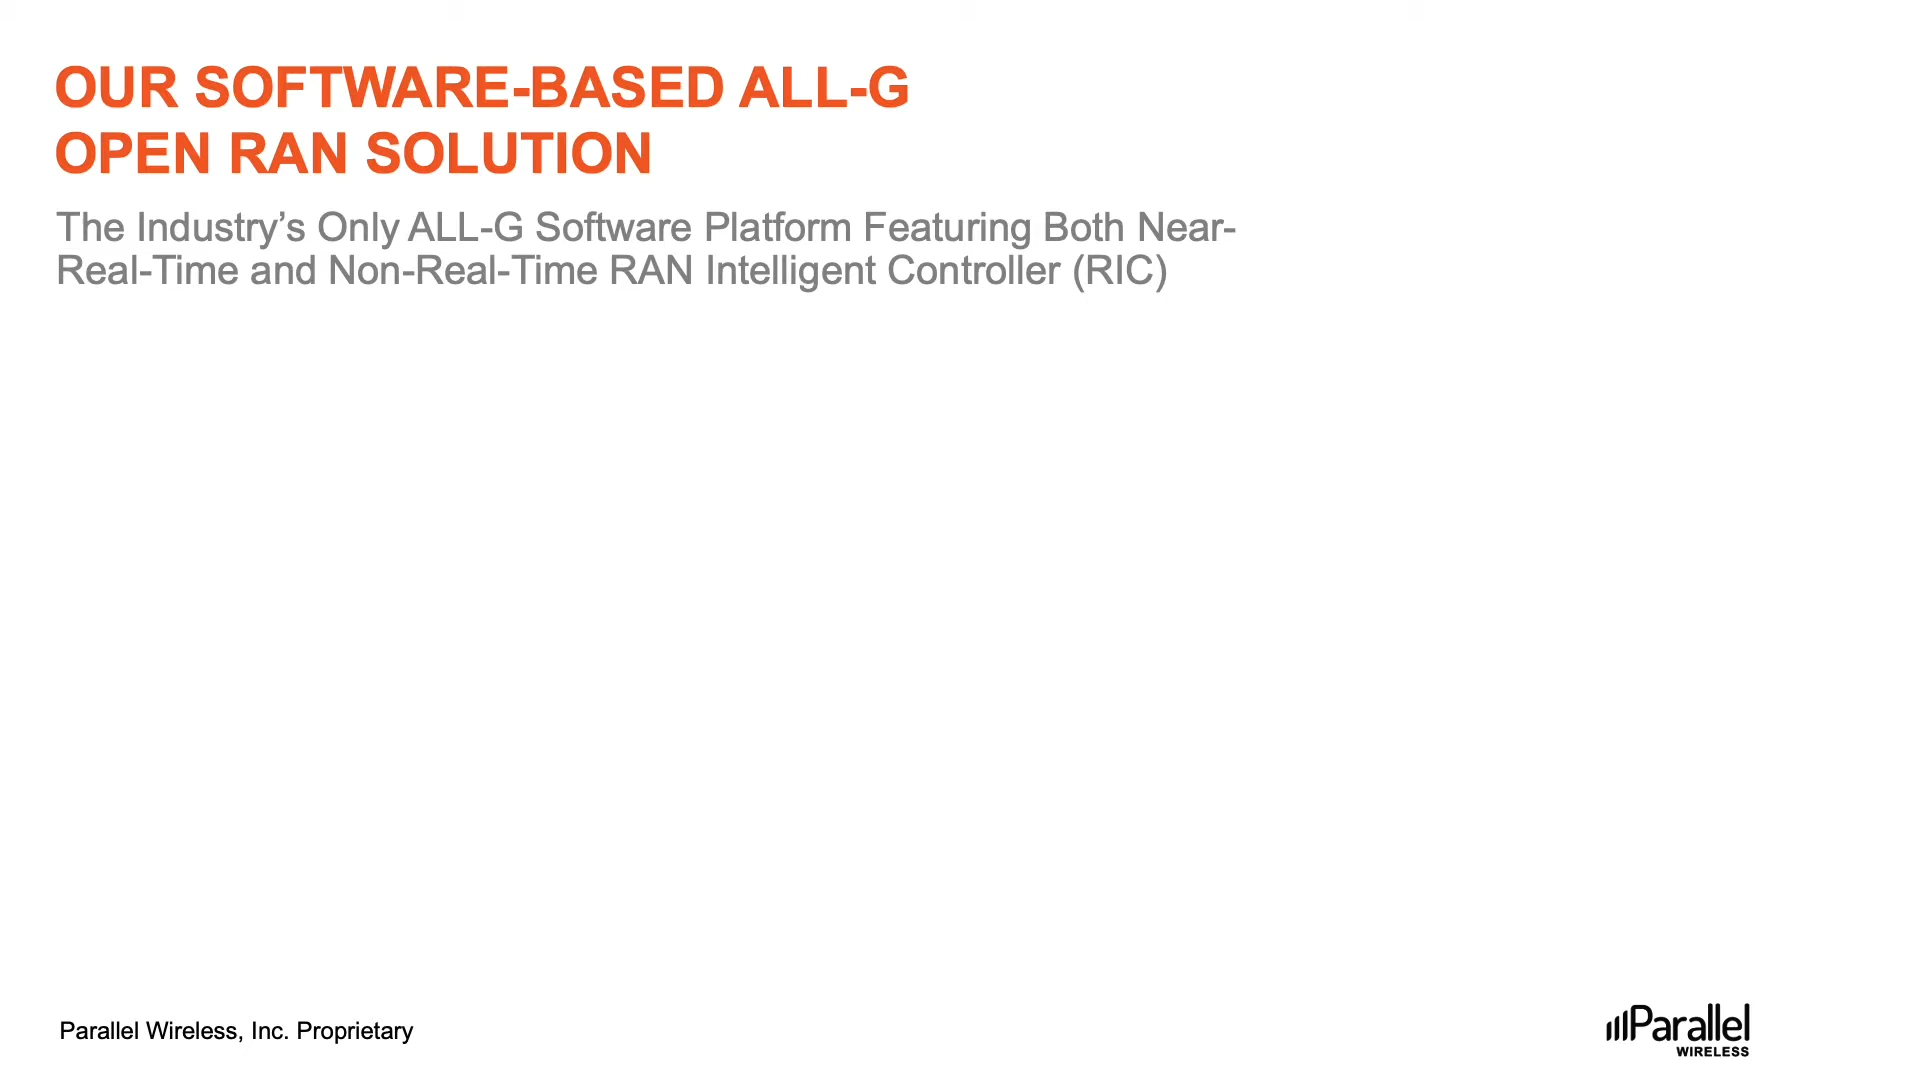 OUR SOFTWARE-BASED ALL-G
OPEN RAN SOLUTION
The Industry’s Only ALL-G Software Platform Featuring Both Near-
Real-Time and Non-Real-Time RAN Intelligent Controller (RIC)
Parallel Wireless, Inc. Proprietary
Parallel
WIRELESS